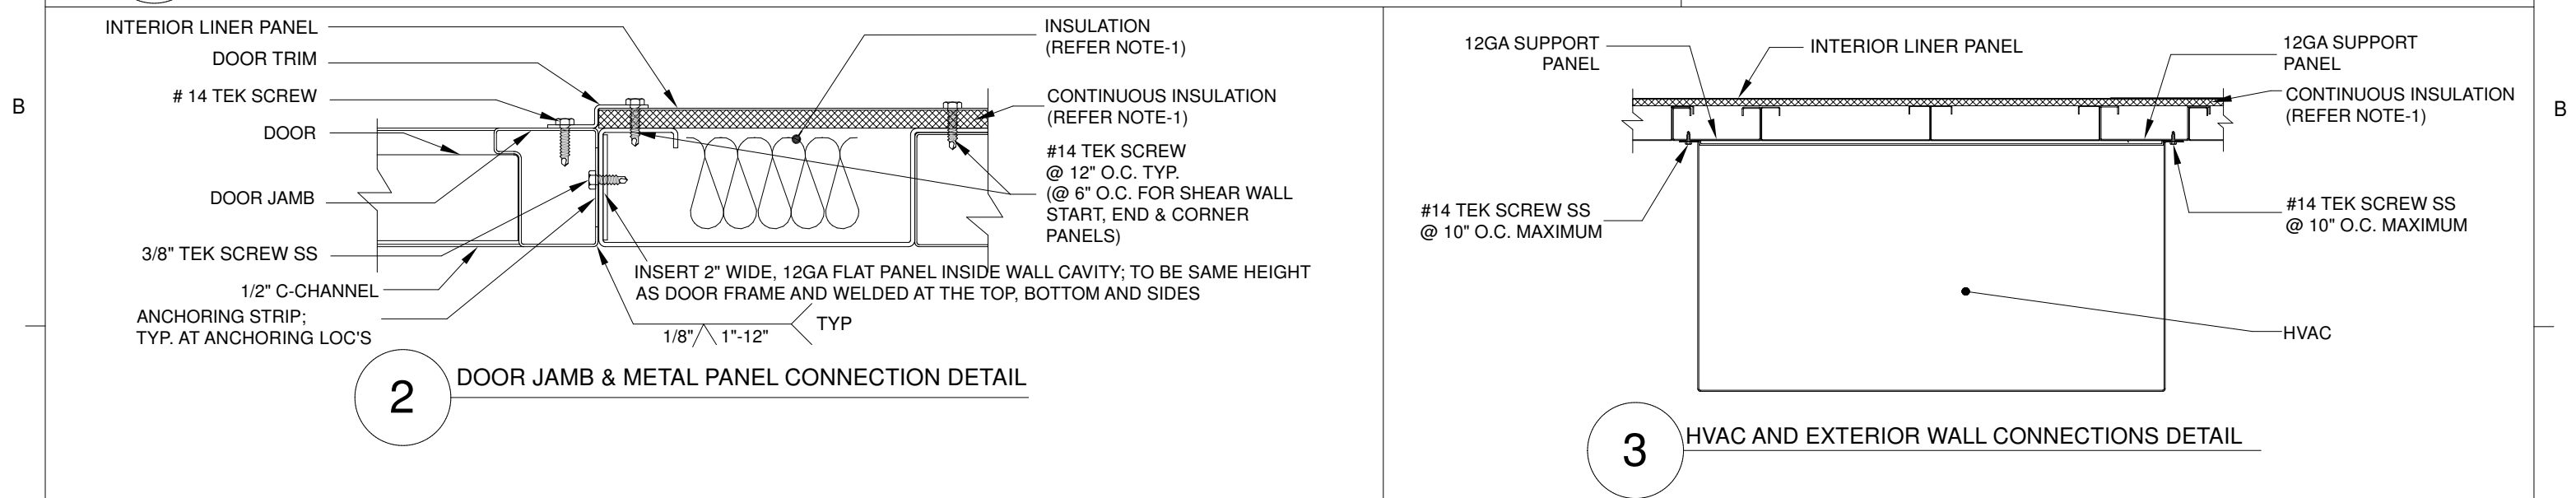 INTERIOR LINER PANEL
DOOR TRIM
# 14 TEK SCREW
DOOR
DOOR JAMB
3/8" TEK SCREW SS
1/2" C-CHANNEL
ANCHORING STRIP;
TYP. AT ANCHORING LOC'S
INSULATION
(REFER NOTE-1)
CONTINUOUS INSULATION
(REFER NOTE-1)
#14 TEK SCREW
@ 12" O.C. TYP.
(@ 6" O.C. FOR SHEAR WALL
START, END & CORNER
PANELS)
INSERT 2" WIDE, 12GA FLAT PANEL INSIDE WALL CAVITY; TO BE SAME HEIGHT
AS DOOR FRAME AND WELDED AT THE TOP, BOTTOM AND SIDES
1/8" 1"-12" TYP
2 DOOR JAMB & METAL PANEL CONNECTION DETAIL
B
12GA SUPPORT
PANEL
INTERIOR LINER PANEL
12GA SUPPORT
PANEL
CONTINUOUS INSULATION
(REFER NOTE-1)
#14 TEK SCREW SS
@ 10" O.C. MAXIMUM
#14 TEK SCREW SS
@ 10" O.C. MAXIMUM
HVAC
3 HVAC AND EXTERIOR WALL CONNECTIONS DETAIL
B